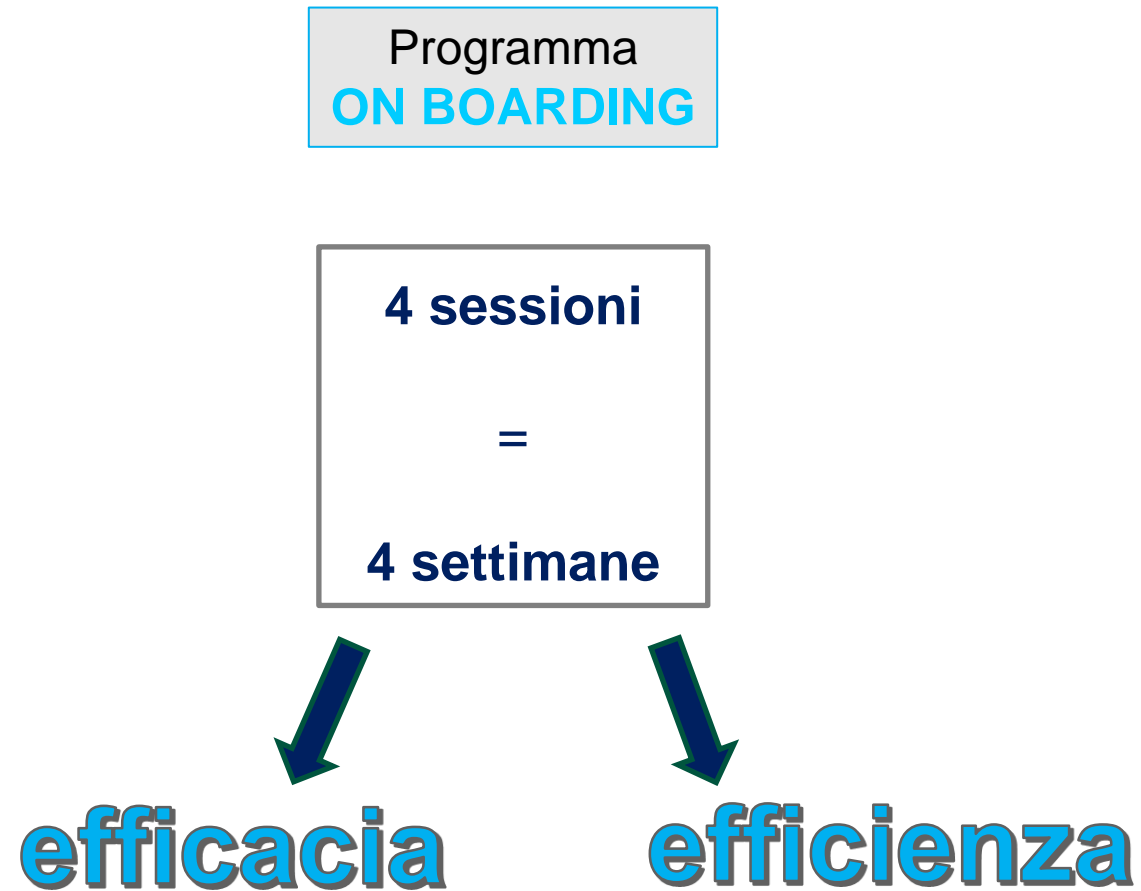 Programma
ON BOARDING
4 sessioni
=
4 settimane
efficacia
efficienza